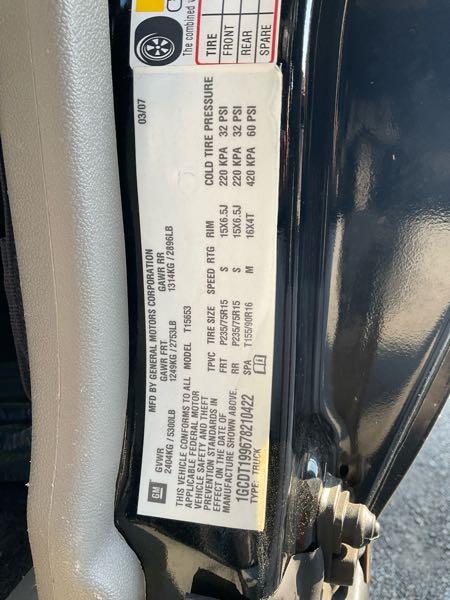 The combined w
TIRE
FRONT
REAR
SPARE
MFD BY GENERAL MOTORS CORPORATION
03/07
GVWR GAWR FRT GAWR RR
2404KG / 5300LB 1249KG / 2753LB 1314KG / 2896LB
THIS VEHICLE CONFORMS TO ALL MODEL T15653
VEHICLE SAFETY AND THEFT
PREVENTION STANDARDS IN
EFFECT ON THE DATE OF
MANUFACTURE SHOWN ABOVE.
1GCDT199678210422
TYPE: TRUCK
TPVC TIRE SIZE SPEED RTG RIM COLD TIRE PRESSURE
FRT P235/75R15 S 15X6.5J 220 KPA 32 PSI
RR P235/75R15 S 15X6.5J 220 KPA 32 PSI
SPA T155/90R16 M 16X4T 420 KPA 60 PSI
GM